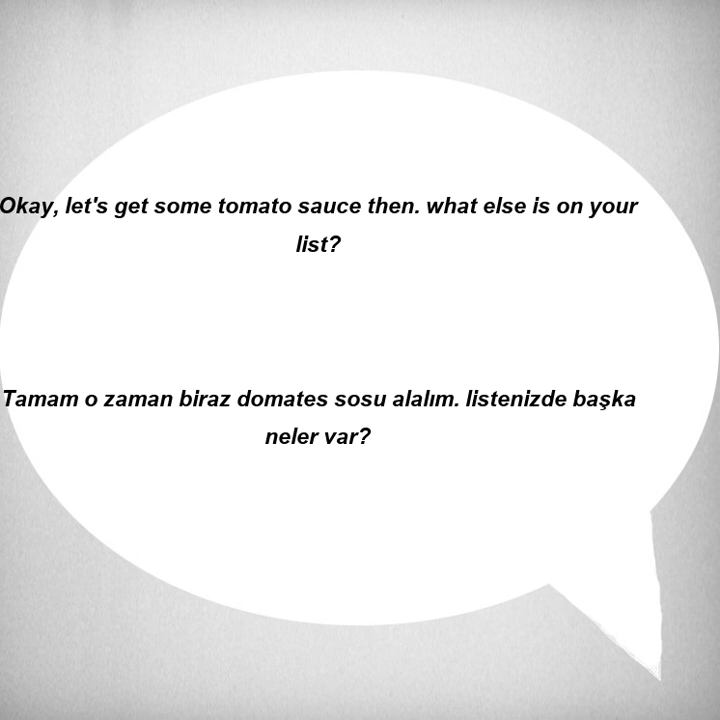 Okay, let's get some tomato sauce then. what else is on your
list?
Tamam o zaman biraz domates sosu alalım. listenizde başka
neler var?